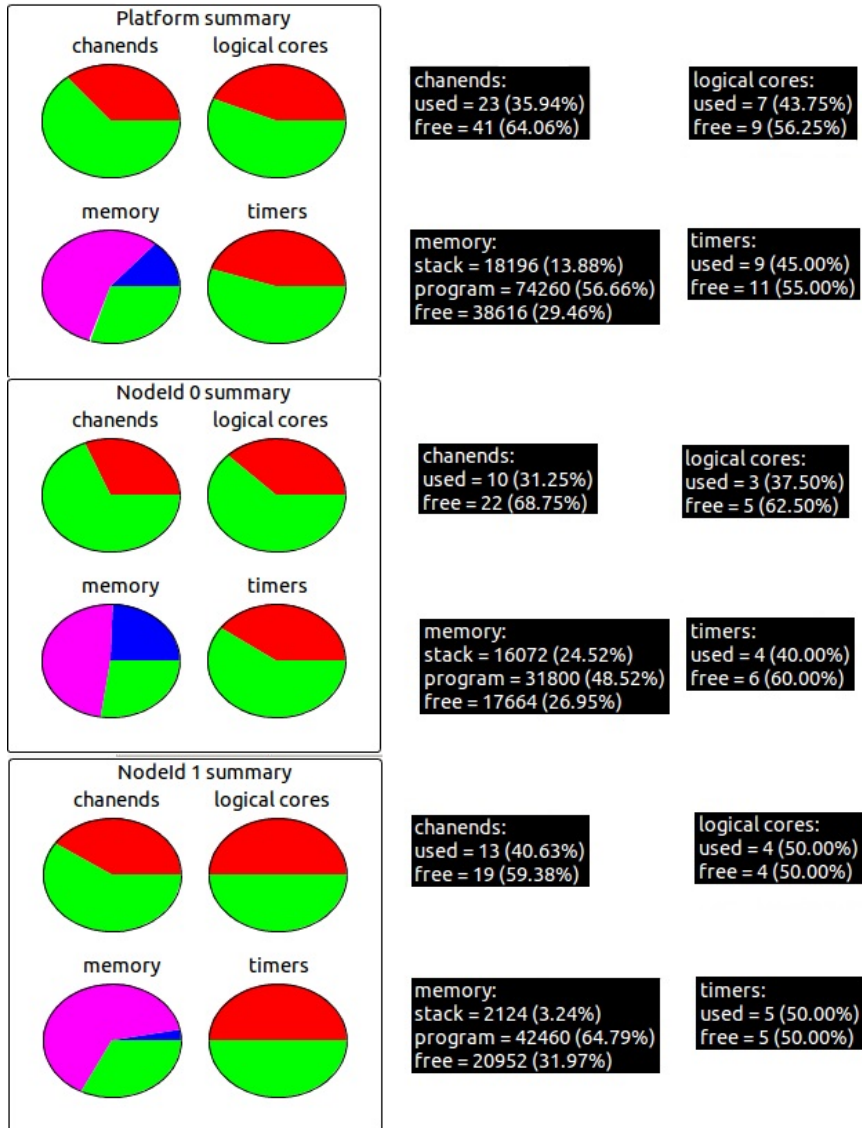 Platform summary
chanends
logical cores
memory
timers
chanends:
used = 23 (35.94%)
free = 41 (64.06%)
logical cores:
used = 7 (43.75%)
free = 9 (56.25%)
memory:
stack = 18196 (13.88%)
program = 74260 (56.66%)
free = 38616 (29.46%)
timers:
used = 9 (45.00%)
free = 11 (55.00%)
NodeId 0 summary
chanends
logical cores
memory
timers
chanends:
used = 10 (31.25%)
free = 22 (68.75%)
logical cores:
used = 3 (37.50%)
free = 5 (62.50%)
memory:
stack = 16072 (24.52%)
program = 31800 (48.52%)
free = 17664 (26.95%)
timers:
used = 4 (40.00%)
free = 6 (60.00%)
NodeId 1 summary
chanends
logical cores
memory
timers
chanends:
used = 13 (40.63%)
free = 19 (59.38%)
logical cores:
used = 4 (50.00%)
free = 4 (50.00%)
memory:
stack = 2124 (3.24%)
program = 42460 (64.79%)
free = 20952 (31.97%)
timers:
used = 5 (50.00%)
free = 5 (50.00%)